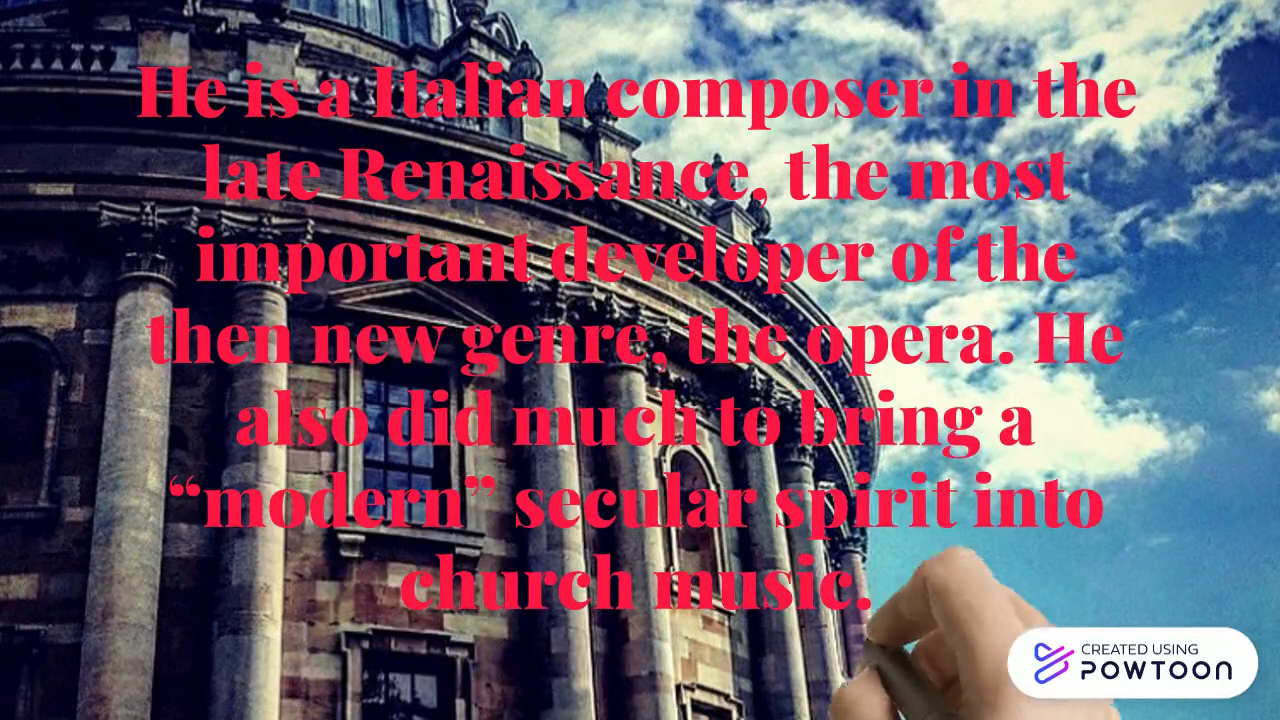 He is a Italian composer in the
late Renaissance, the most
important developer of the
then new genre, the opera. He
also did much to bring a
“modern” secular spirit into
church music.
CREATED USING
POWTOON